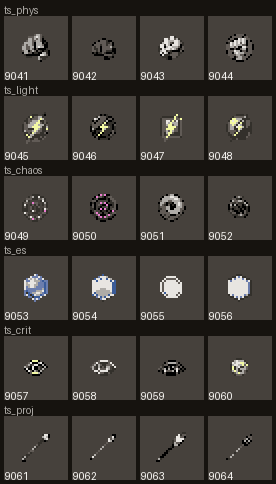 ts_phys
9041 9042 9043 9044
ts_light
9045 9046 9047 9048
ts_chaos
9049 9050 9051 9052
ts_es
9053 9054 9055 9056
ts_crit
9057 9058 9059 9060
ts_proj
9061 9062 9063 9064